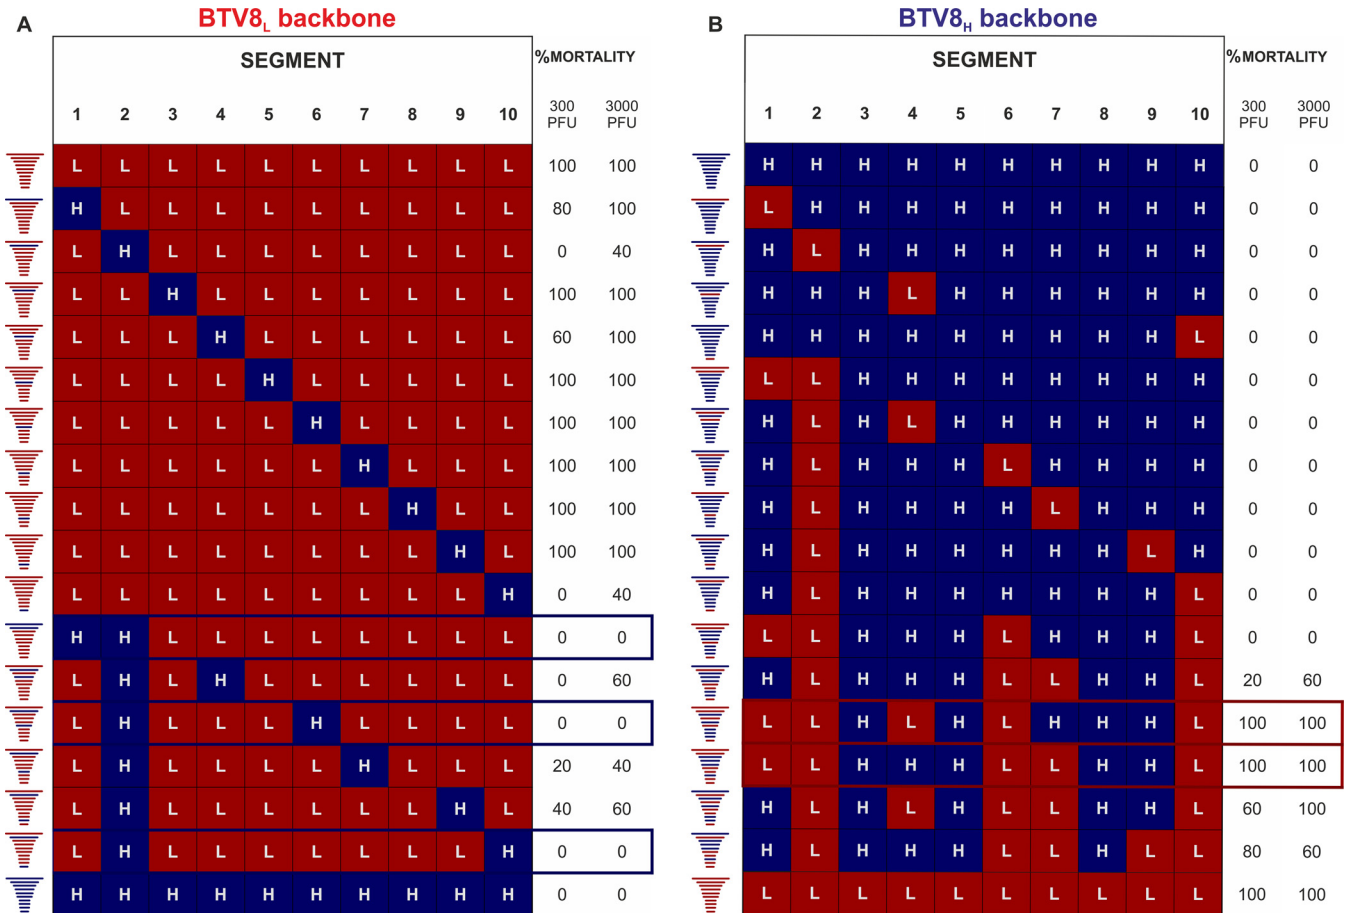 A
BTV8L backbone
SEGMENT
%MORTALITY
1 2 3 4 5 6 7 8 9 10
300 PFU
3000 PFU
L L L L L L L L L L 100 100
H L L L L L L L L L 80 100
L H L L L L L L L L 0 40
L L H L L L L L L L 100 100
L L L H L L L L L L 60 100
L L L L H L L L L L 100 100
L L L L L H L L L L 100 100
L L L L L L H L L L 100 100
L L L L L L L H L L 100 100
L L L L L L L L H L 100 100
L L L L L L L L L H 0 40
H H L L L L L L L L 0 0
L H L H L L L L L L 0 60
L H L L L H L L L L 0 0
L H L L L L H L L L 20 40
L H L L L L L L H L 40 60
L H L L L L L L L H 0 0
H H H H H H H H H H 0 0
B
BTV8H backbone
SEGMENT
%MORTALITY
1 2 3 4 5 6 7 8 9 10
300 PFU
3000 PFU
H H H H H H H H H H 0 0
L H H H H H H H H H 0 0
H L H H H H H H H H 0 0
H H H L H H H H H H 0 0
H H H H H H H H H L 0 0
L L H H H H H H H H 0 0
H L H L H H H H H H 0 0
H L H H H L H H H H 0 0
H L H H H H L H H H 0 0
H L H H H H H H L H 0 0
H L H H H H H H H L 0 0
L L H H H L H H H L 0 0
H L H H H L L H H L 20 60
L L H L H L H H H L 100 100
L L H H H L L H H L 100 100
H L H L H L L H H L 60 100
H L H H H L L H L L 80 60
L L L L L L L L L L 100 100